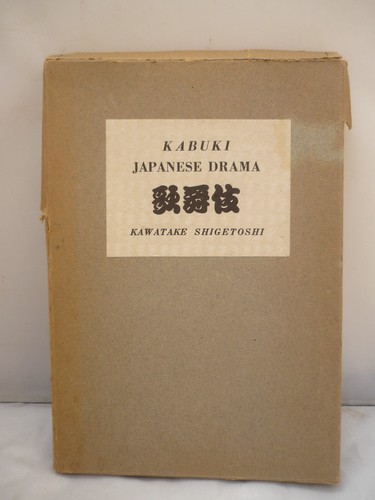 KABUKI
JAPANESE DRAMA
歌舞伎
KAWATAKE SHIGETOSHI